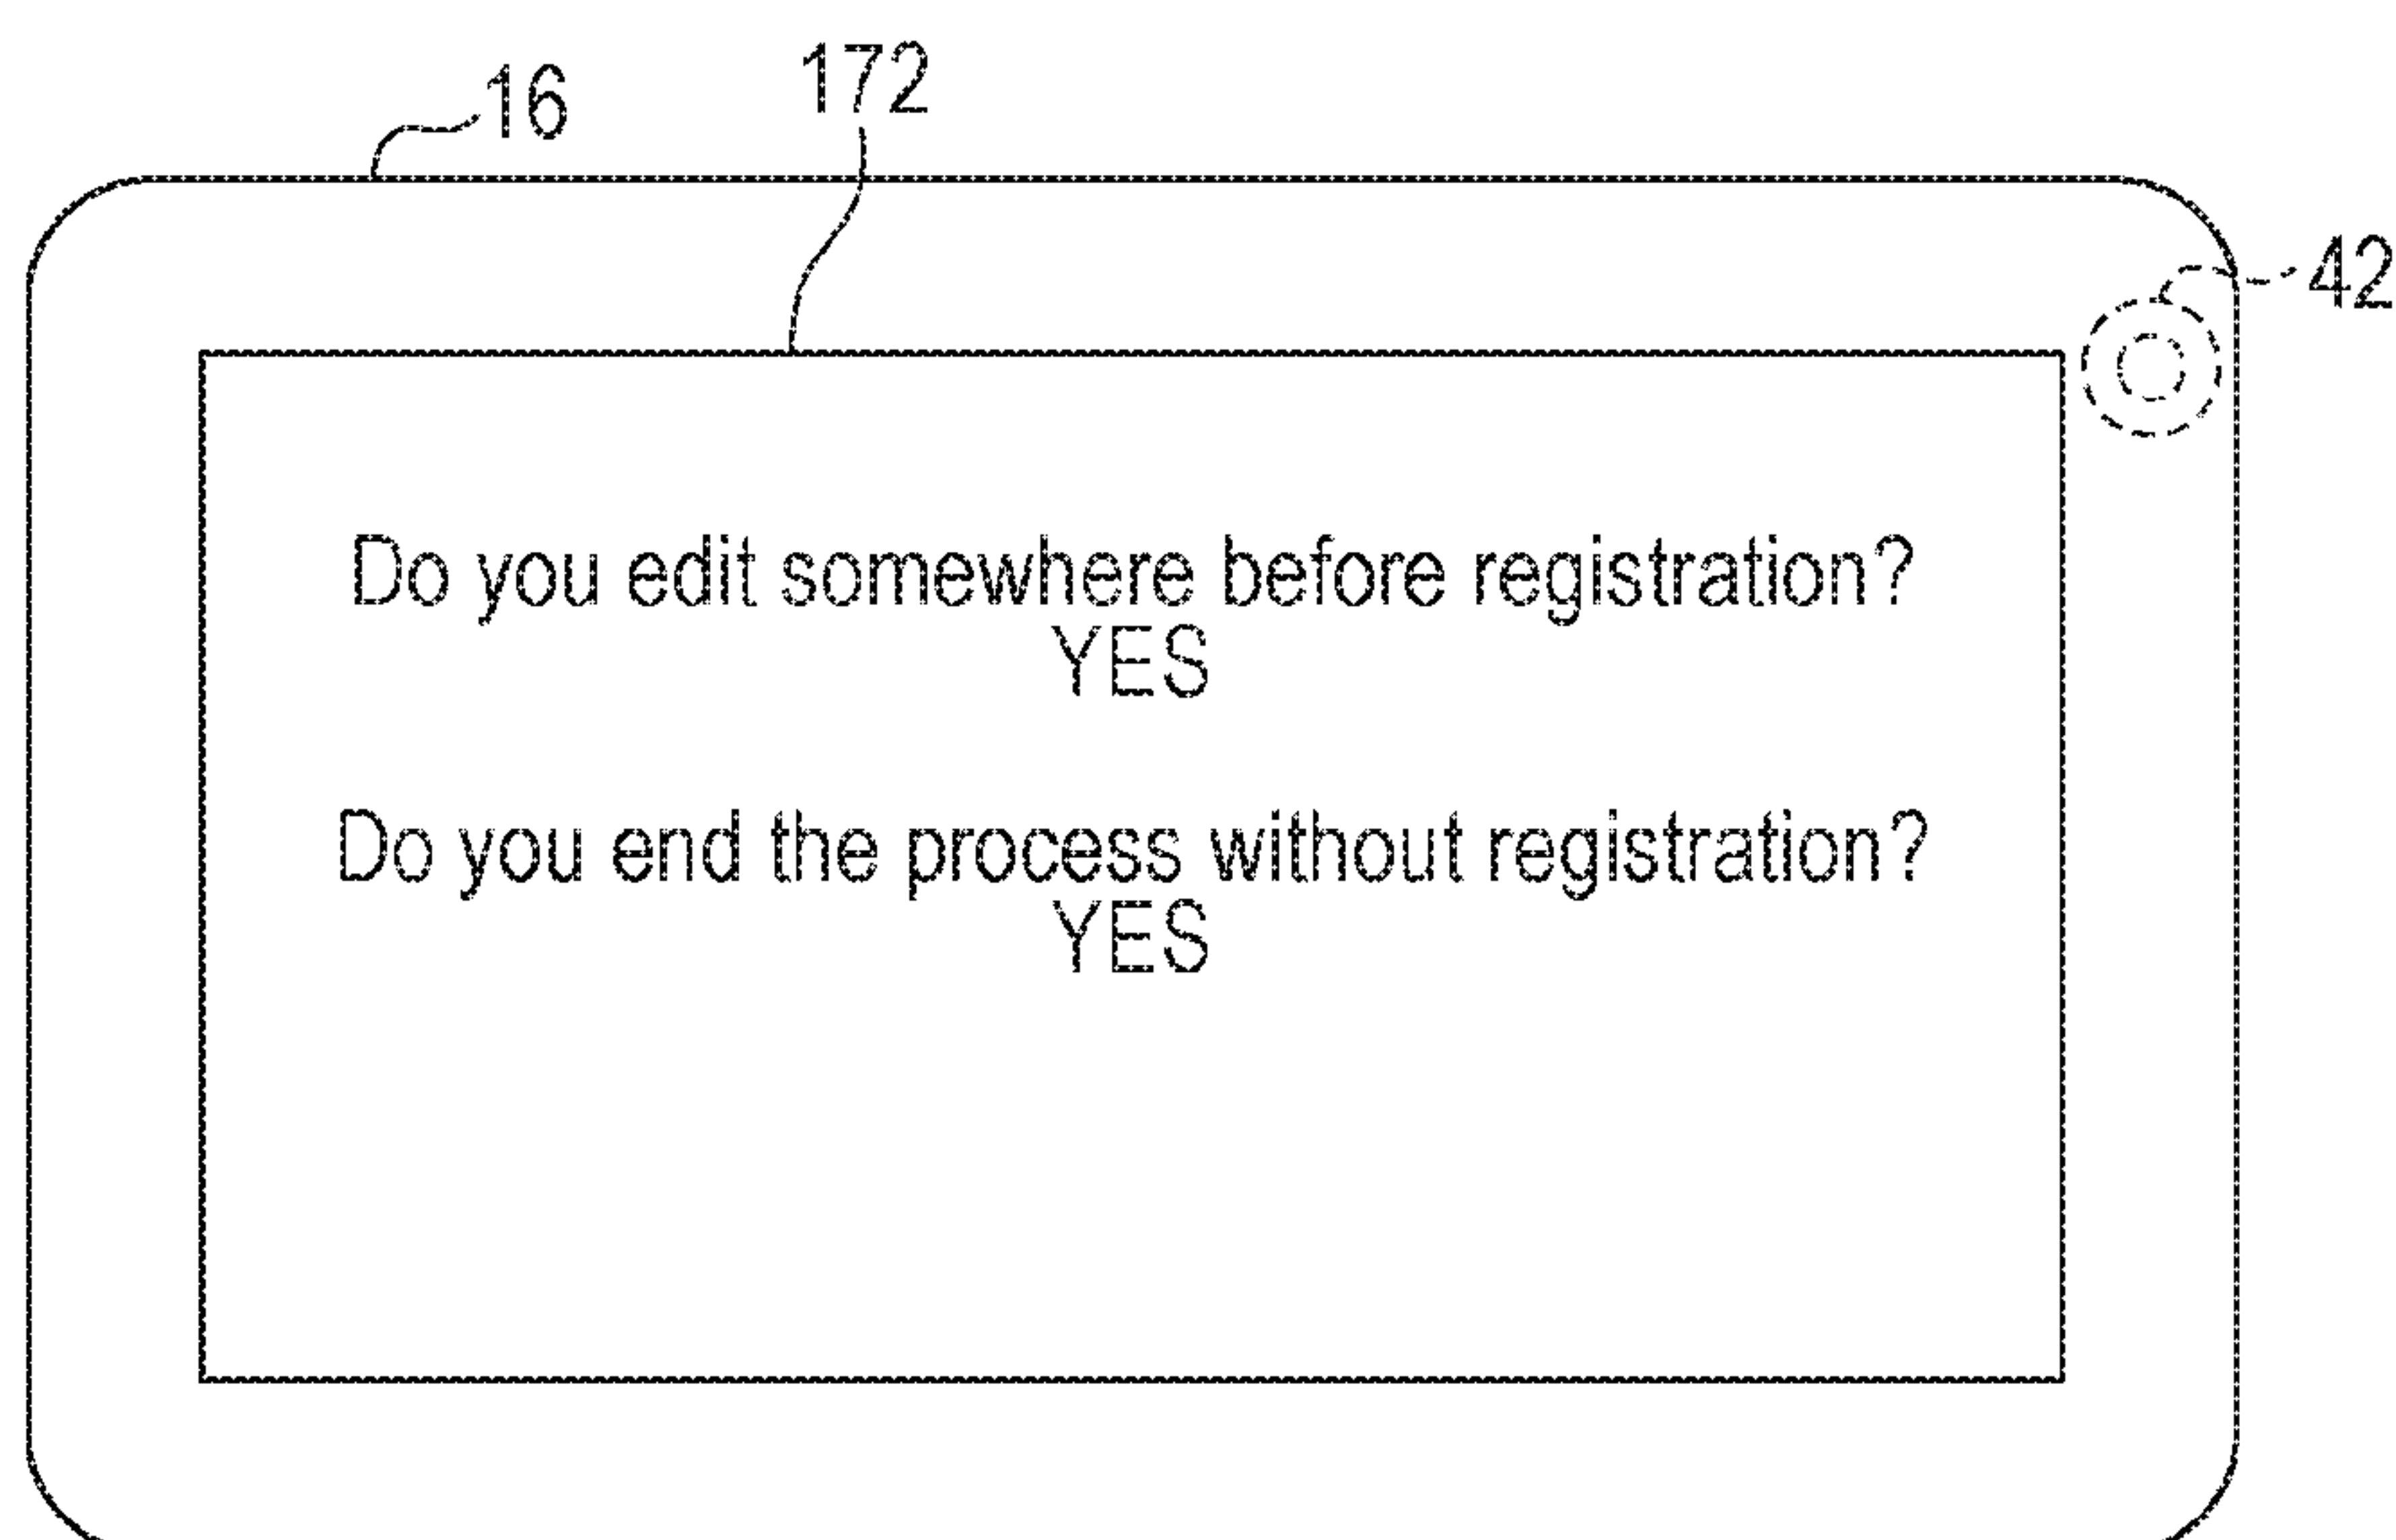 16
172
42
Do you edit somewhere before registration?
YES
Do you end the process without registration?
YES